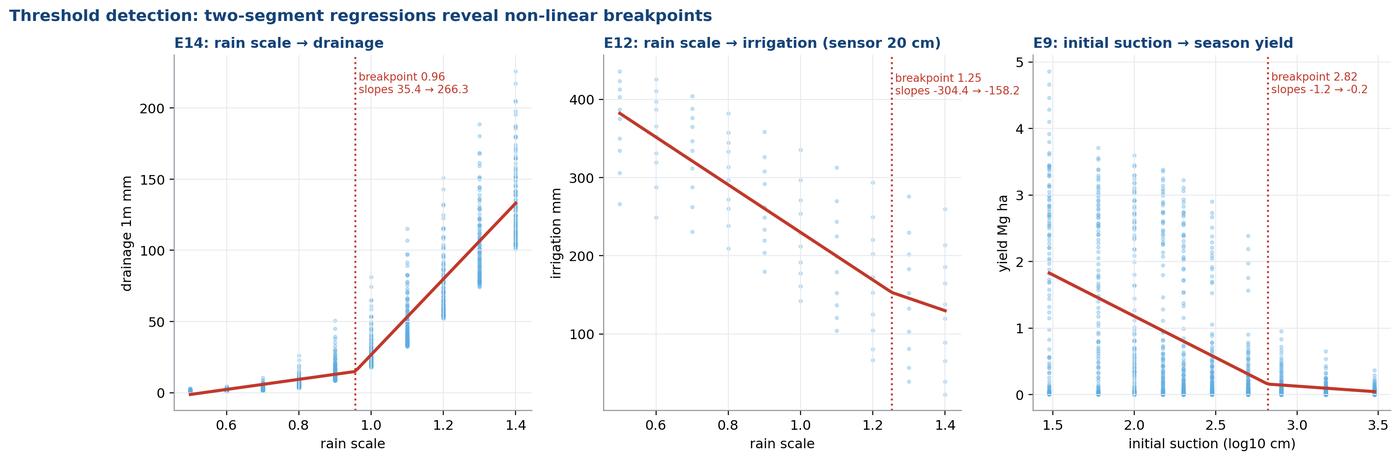 Threshold detection: two-segment regressions reveal non-linear breakpoints
E14: rain scale → drainage
breakpoint 0.96
slopes 35.4 → 266.3
drainage 1m mm
200
150
100
50
0
0.6 0.8 1.0 1.2 1.4
rain scale
E12: rain scale → irrigation (sensor 20 cm)
breakpoint 1.25
slopes -304.4 → -158.2
irrigation mm
400
300
200
100
0.6 0.8 1.0 1.2 1.4
rain scale
E9: initial suction → season yield
breakpoint 2.82
slopes -1.2 → -0.2
yield Mg ha
5
4
3
2
1
0
1.5 2.0 2.5 3.0 3.5
initial suction (log10 cm)